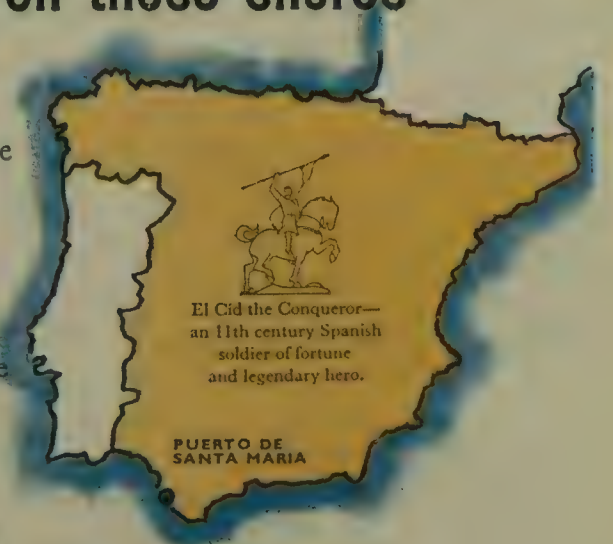 on those shores
e
El Cid the Conqueror—
an 11th century Spanish
soldier of fortune
and legendary hero.
PUERTO DE
SANTA MARIA